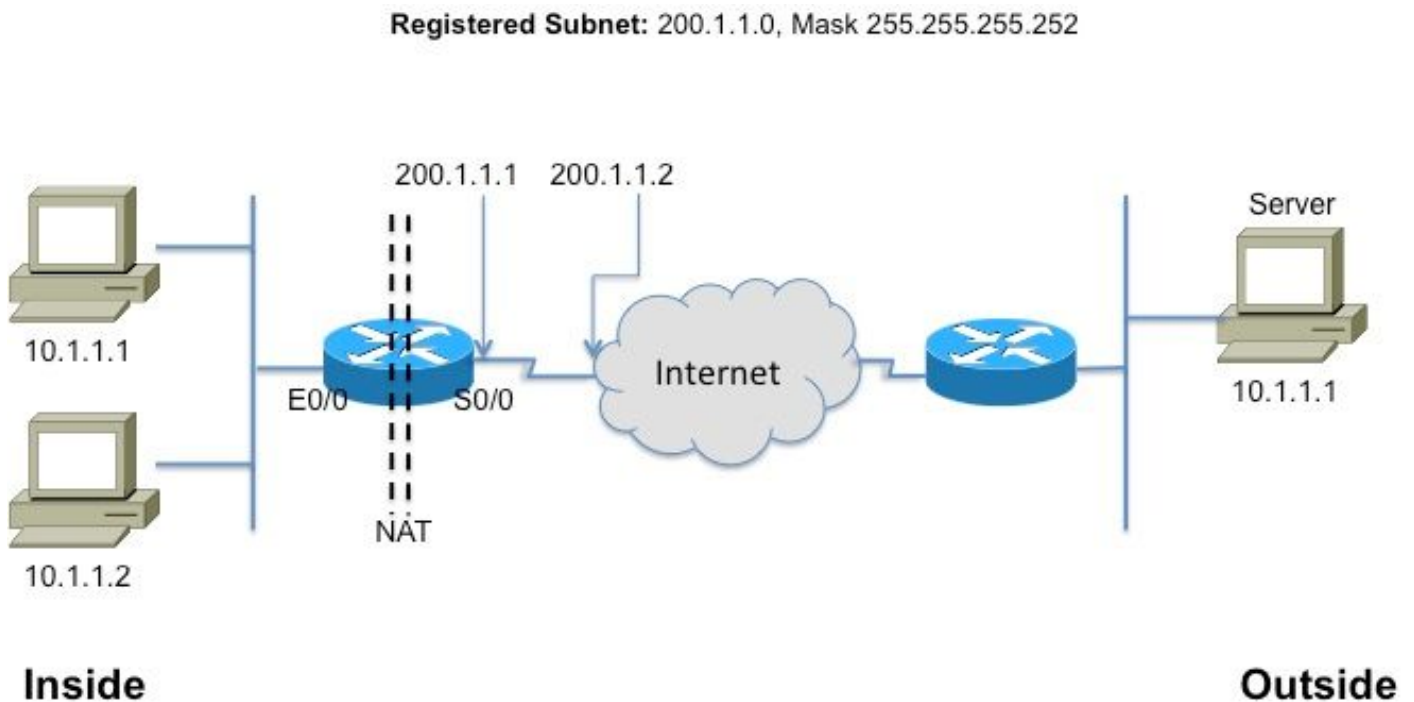 Registered Subnet: 200.1.1.0, Mask 255.255.255.252
200.1.1.1 200.1.1.2
Server
10.1.1.1
Internet
10.1.1.1
E0/0 S0/0
NAT
10.1.1.2
Inside Outside